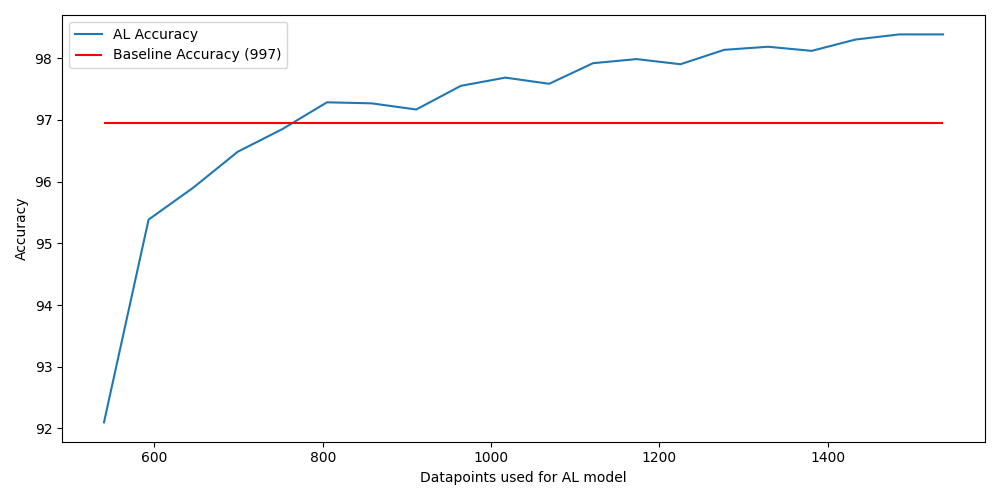 AL Accuracy
Baseline Accuracy (997)
98
97
96
95
94
93
92
Accuracy
600 800 1000 1200 1400
Datapoints used for AL model